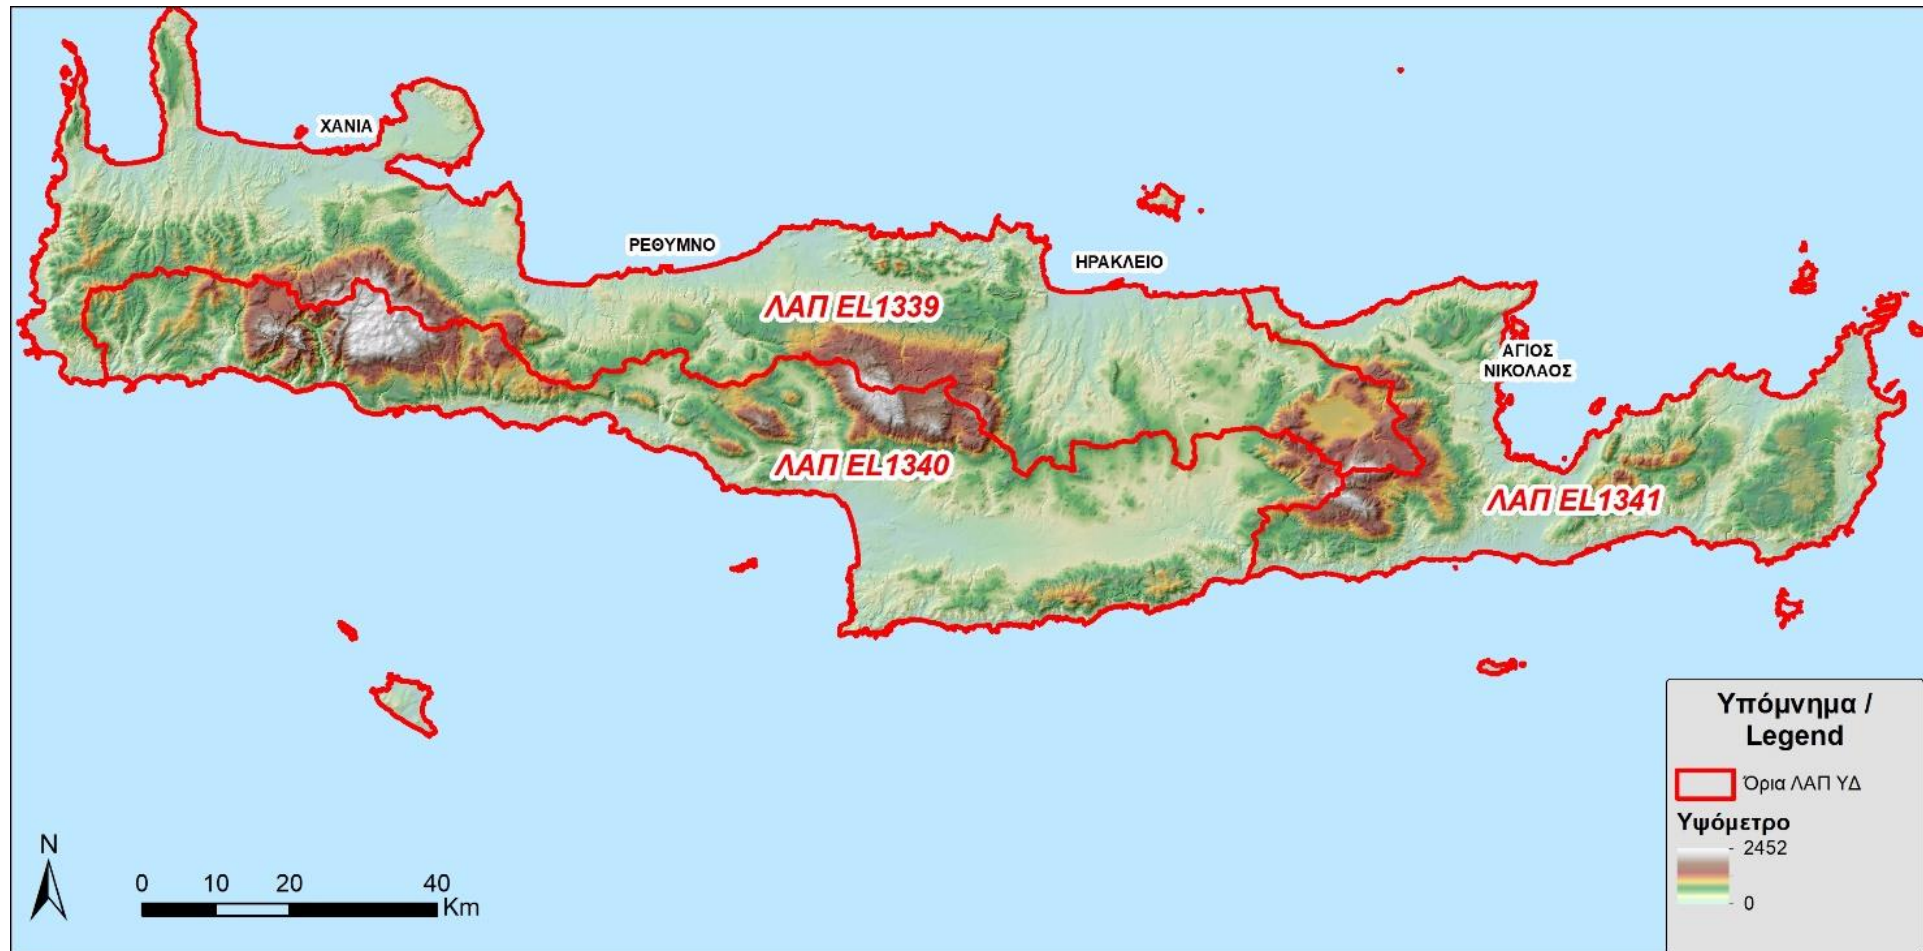 ΧΑΝΙΑ
ΡΕΘΥΜΝΟ
ΗΡΑΚΛΕΙΟ
ΛΑΠ EL1339
ΑΓΙΟΣ
ΝΙΚΟΛΑΟΣ
ΛΑΠ EL1340
ΛΑΠ EL1341
Υπόμνημα /
Legend
Όρια ΛΑΠ ΥΔ
Υψόμετρο
2452
0
N
0 10 20 40
Km